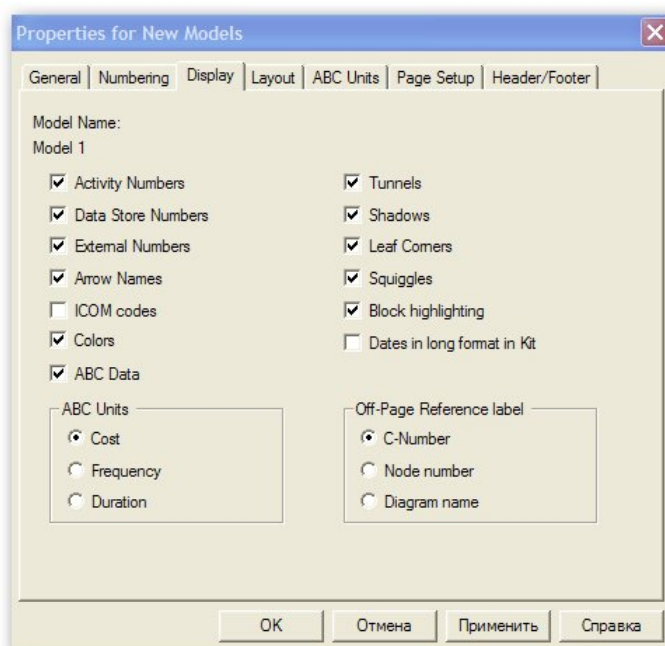 Properties for New Models
General Numbering Display Layout ABC Units Page Setup Header/Footer
Model Name:
Model 1
Activity Numbers
Data Store Numbers
External Numbers
Arrow Names
ICOM codes
Colors
ABC Data
Tunnels
Shadows
Leaf Corners
Squiggles
Block highlighting
Dates in long format in Kit
ABC Units
Cost
Frequency
Duration
Off-Page Reference label
C-Number
Node number
Diagram name
OK Отмена Применить Справка